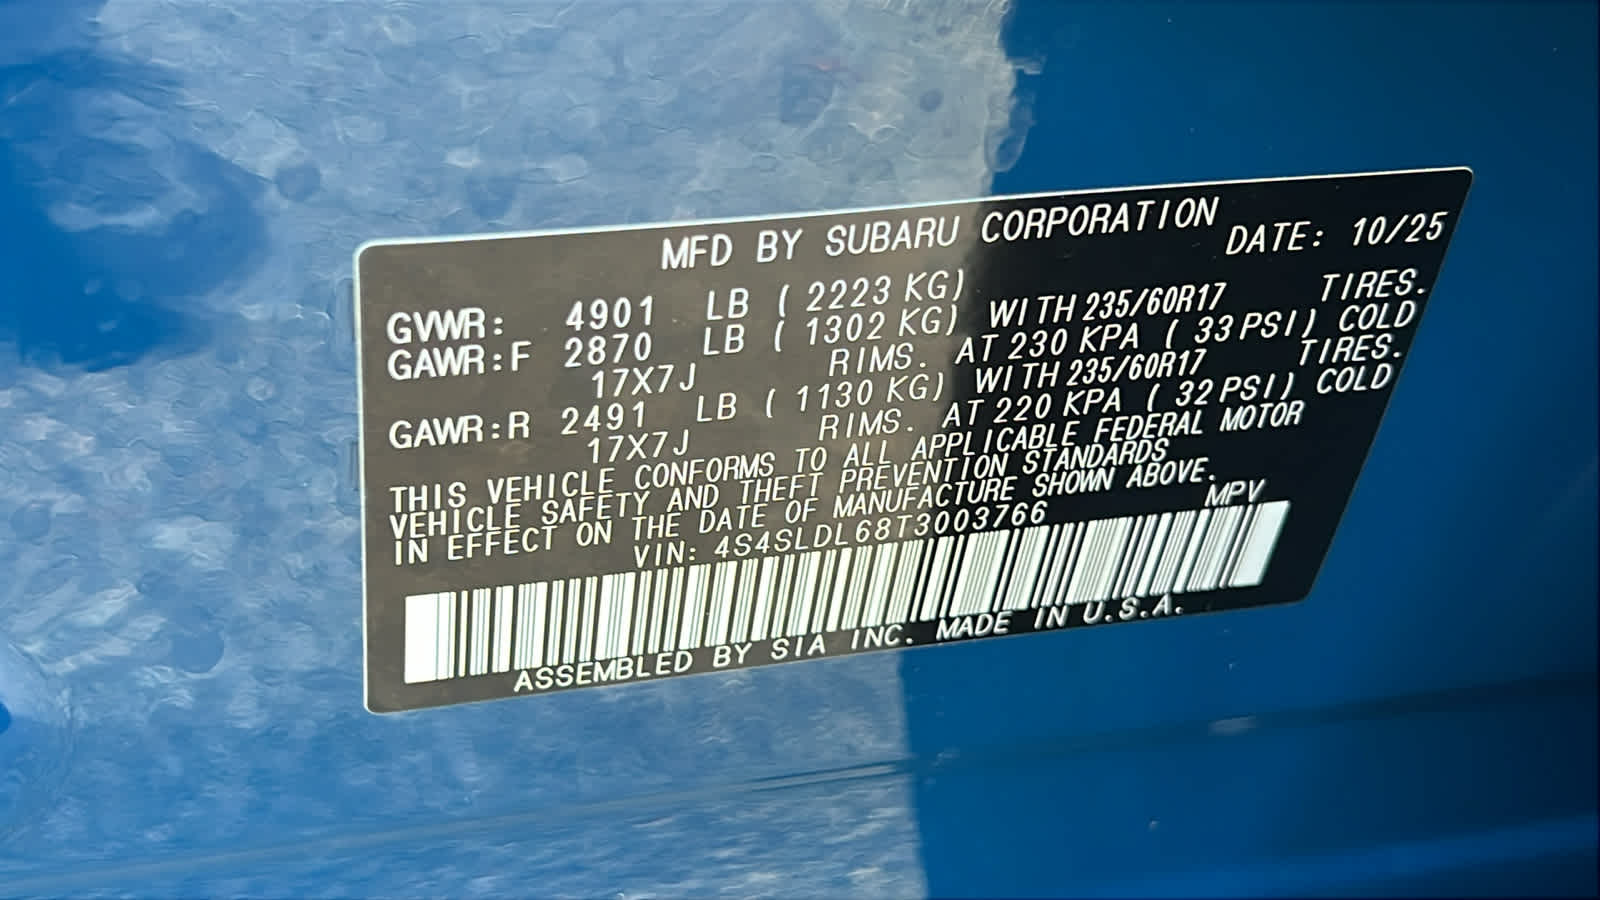 MFD BY SUBARU CORPORATION
DATE: 10/25
GVWR: 4901 LB ( 2223 KG)
GAWR:F 2870 LB ( 1302 KG) WITH 235/60R17 TIRES.
17X7J RIMS. AT 230 KPA ( 33 PSI) COLD
GAWR:R 2491 LB ( 1130 KG) WITH 235/60R17 TIRES.
17X7J RIMS. AT 220 KPA ( 32 PSI) COLD
THIS VEHICLE CONFORMS TO ALL APPLICABLE FEDERAL MOTOR
VEHICLE SAFETY AND THEFT PREVENTION STANDARDS
IN EFFECT ON THE DATE OF MANUFACTURE SHOWN ABOVE.
VIN: 4S4SLDL68T3003766 MPV
ASSEMBLED BY SIA INC. MADE IN U.S.A.